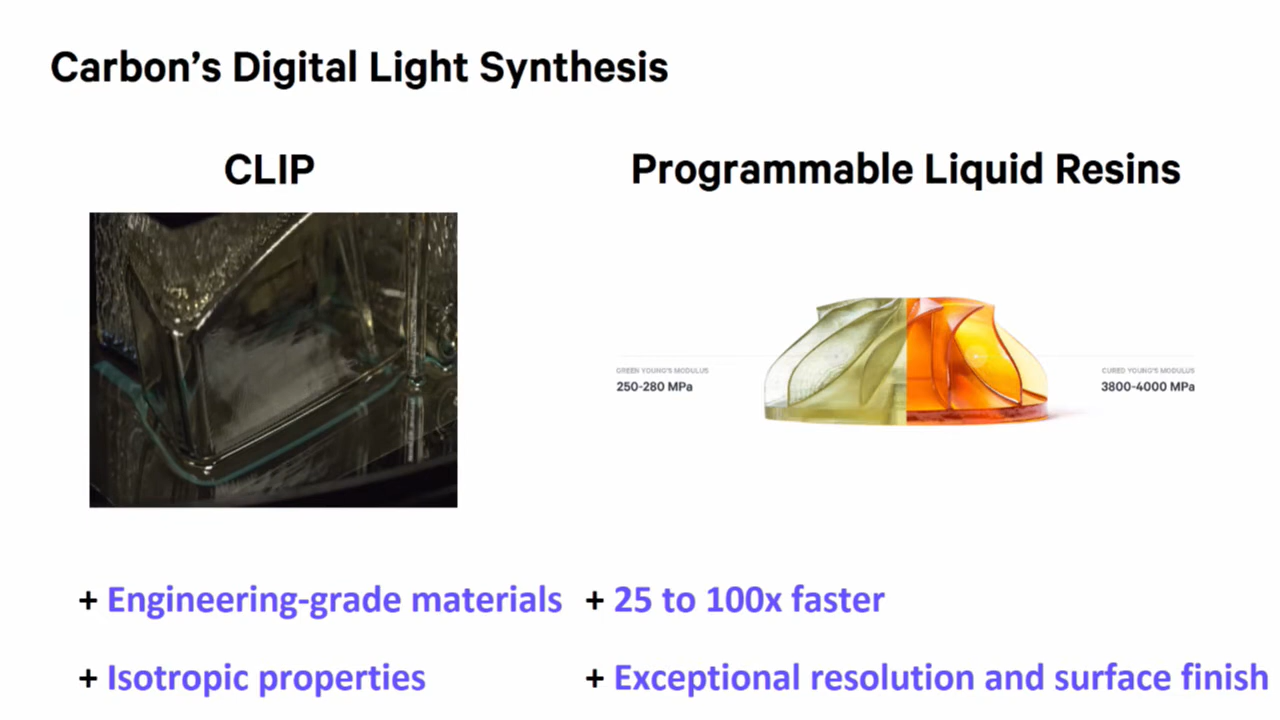 Carbon’s Digital Light Synthesis
CLIP
Programmable Liquid Resins
GREEN YOUNG'S MODULUS
250-280 MPa
CURED YOUNG'S MODULUS
3800-4000 MPa
+ Engineering-grade materials
+ 25 to 100x faster
+ Isotropic properties
+ Exceptional resolution and surface finish